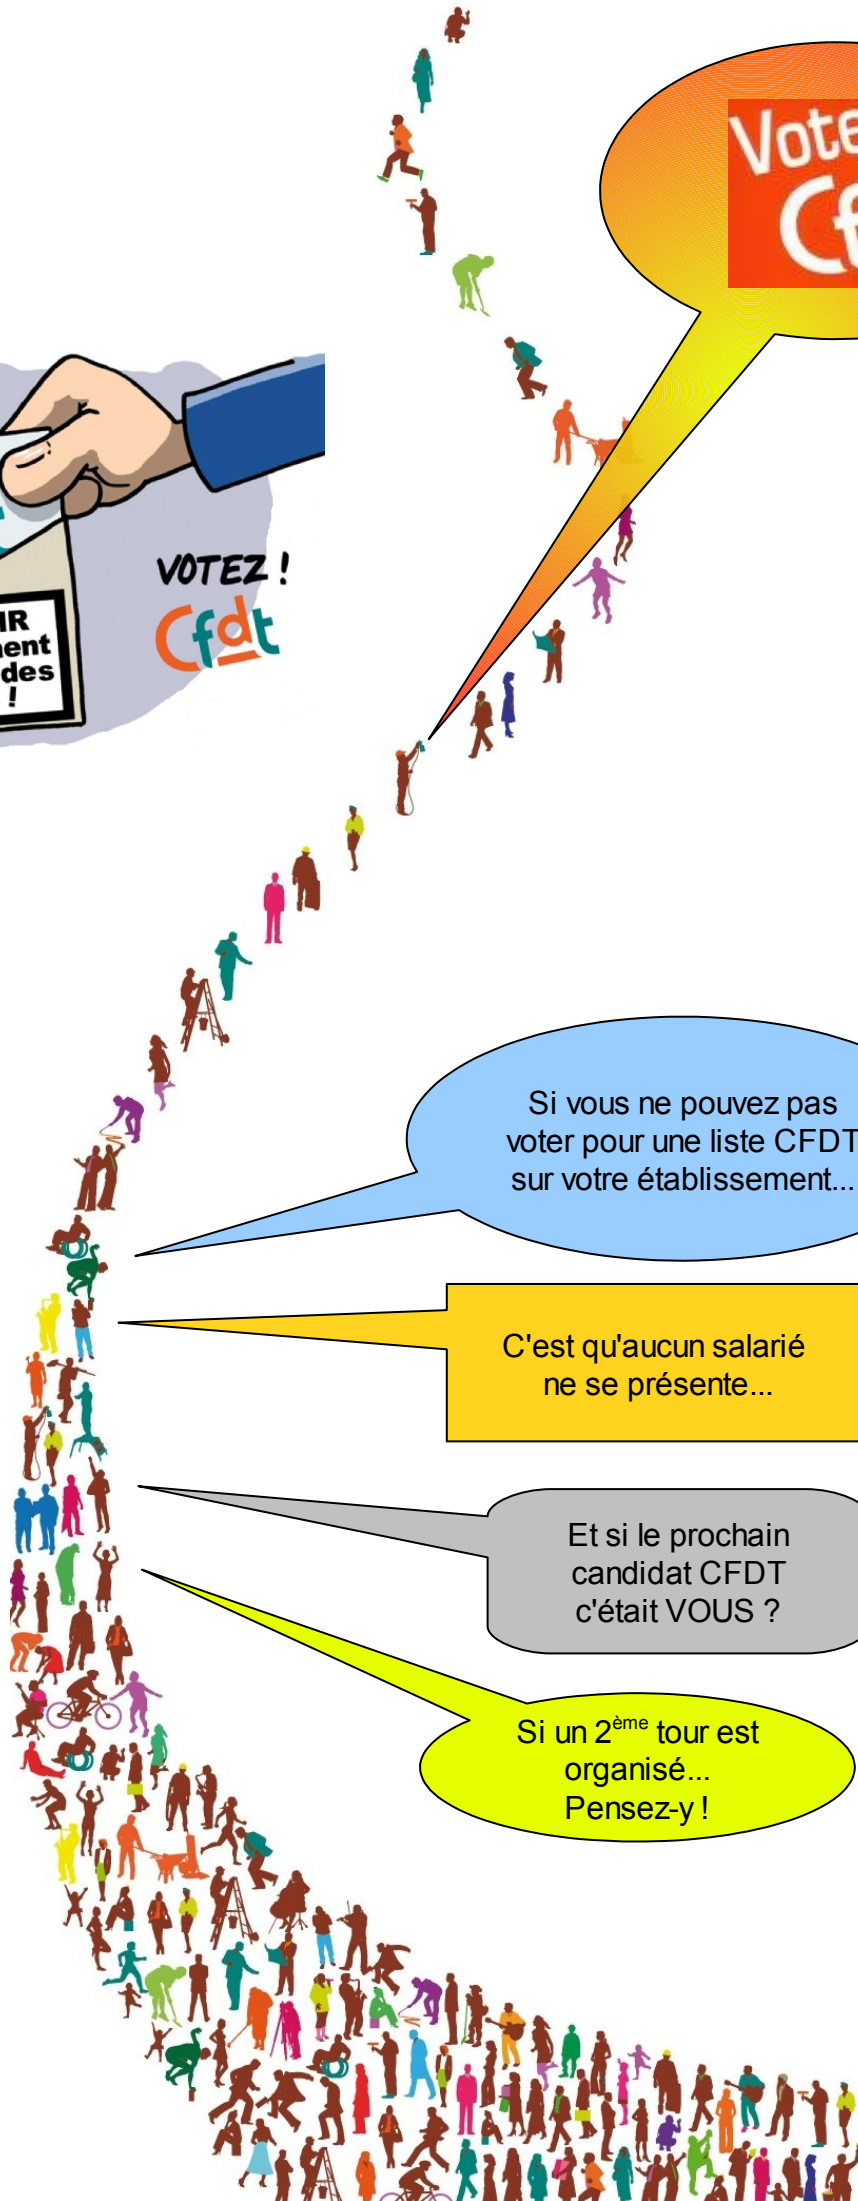 Vote
Cf
VOTEZ !
Cfdt
des
!
Si vous ne pouvez pas
voter pour une liste CFDT
sur votre établissement...
C'est qu'aucun salarié
ne se présente...
Et si le prochain
candidat CFDT
c'était VOUS ?
Si un 2ème tour est
organisé...
Pensez-y !